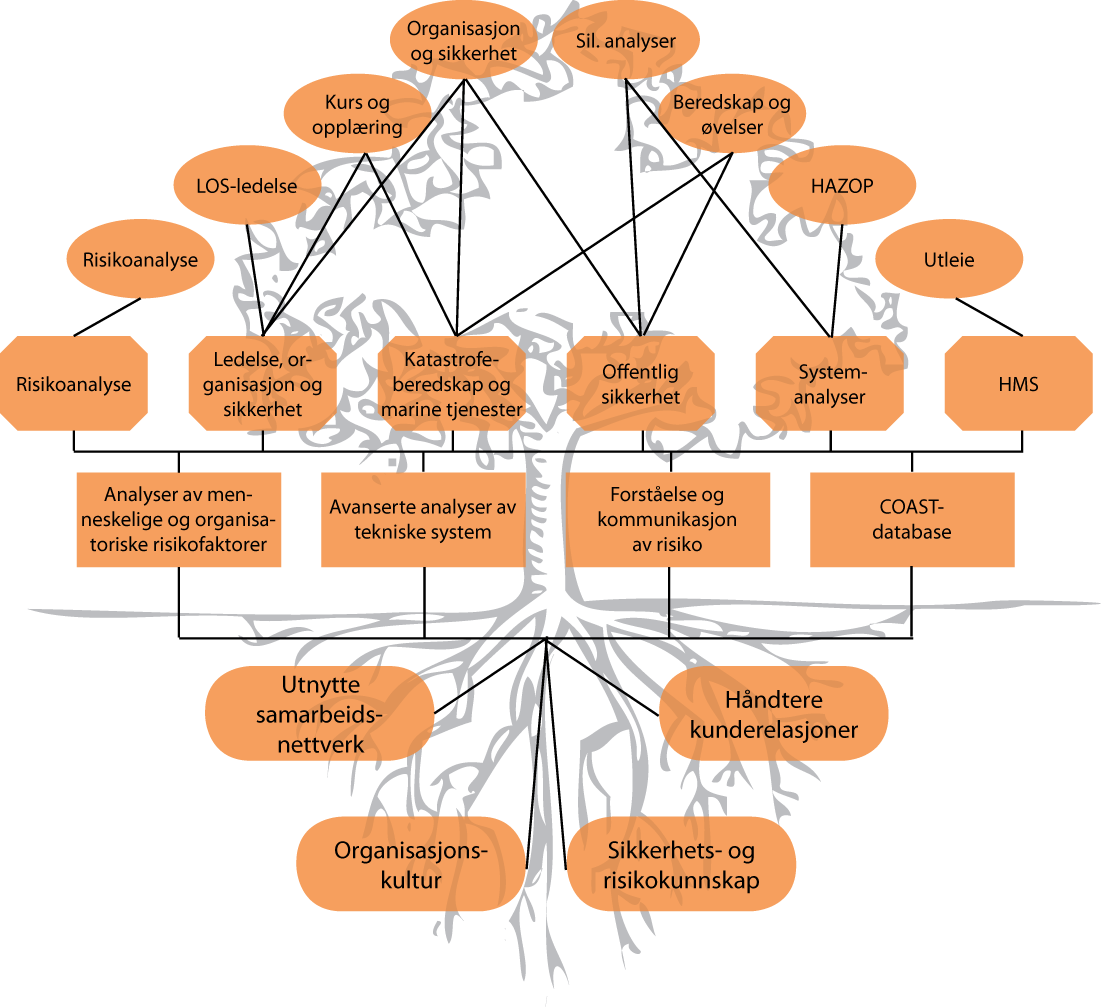 Organisasjon
og sikkerhet
Sil. analyser
Kurs og
opplæring
Beredskap og
øvelser
LOS-ledelse
HAZOP
Risikoanalyse
Utleie
Risikoanalyse
Ledelse, or-
ganisasjon og
sikkerhet
Katastrofe-
beredskap og
marine tjenester
Offentlig
sikkerhet
System-
analyser
HMS
Analyser av men-
neskelige og organisa-
toriske risikofaktorer
Avanserte analyser av
tekniske system
Forståelse og
kommunikasjon
av risiko
COAST-
database
Utnytte
samarbeids-
nettverk
Håndtere
kunderelasjoner
Organisasjons-
kultur
Sikkerhets- og
risikokunnskap